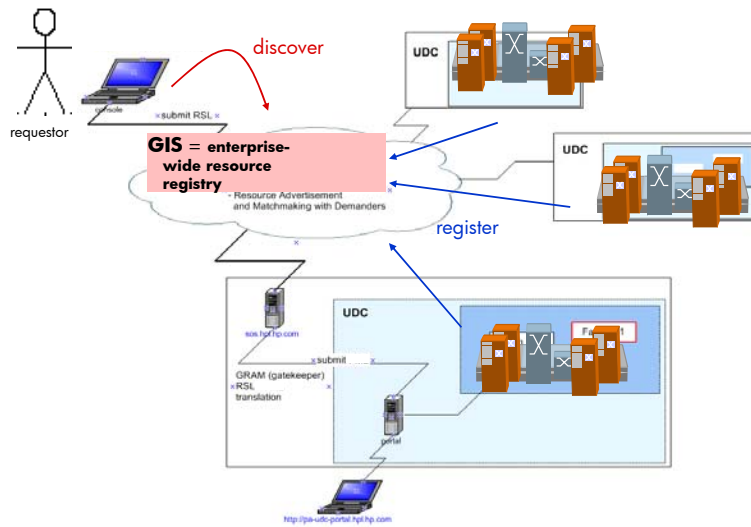 discover
UDC
console
requestor
submit RSL
GIS = enterprise-
wide resource
registry
UDC
- Resource Advertisement
and Matchmaking with Demanders
register
UDC
sos.hpl.hp.com
submit
GRAM (gatekeeper)
RSL
translation
portal
http://pa-udc-portal.hpl.hp.com